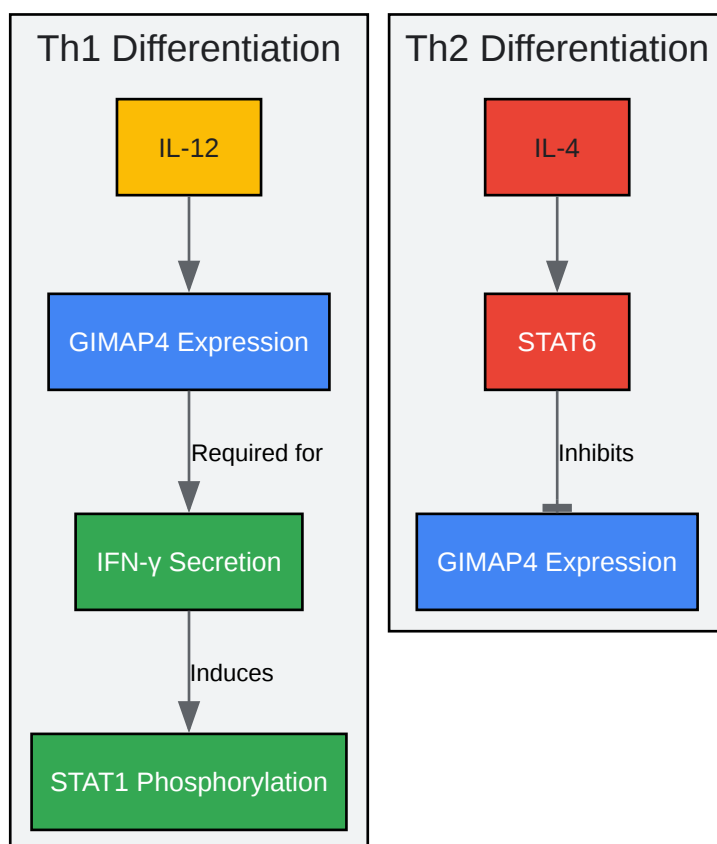 Th1 Differentiation
IL-12
GIMAP4 Expression
Required for
IFN-γ Secretion
Induces
STAT1 Phosphorylation
Th2 Differentiation
IL-4
STAT6
Inhibits
GIMAP4 Expression